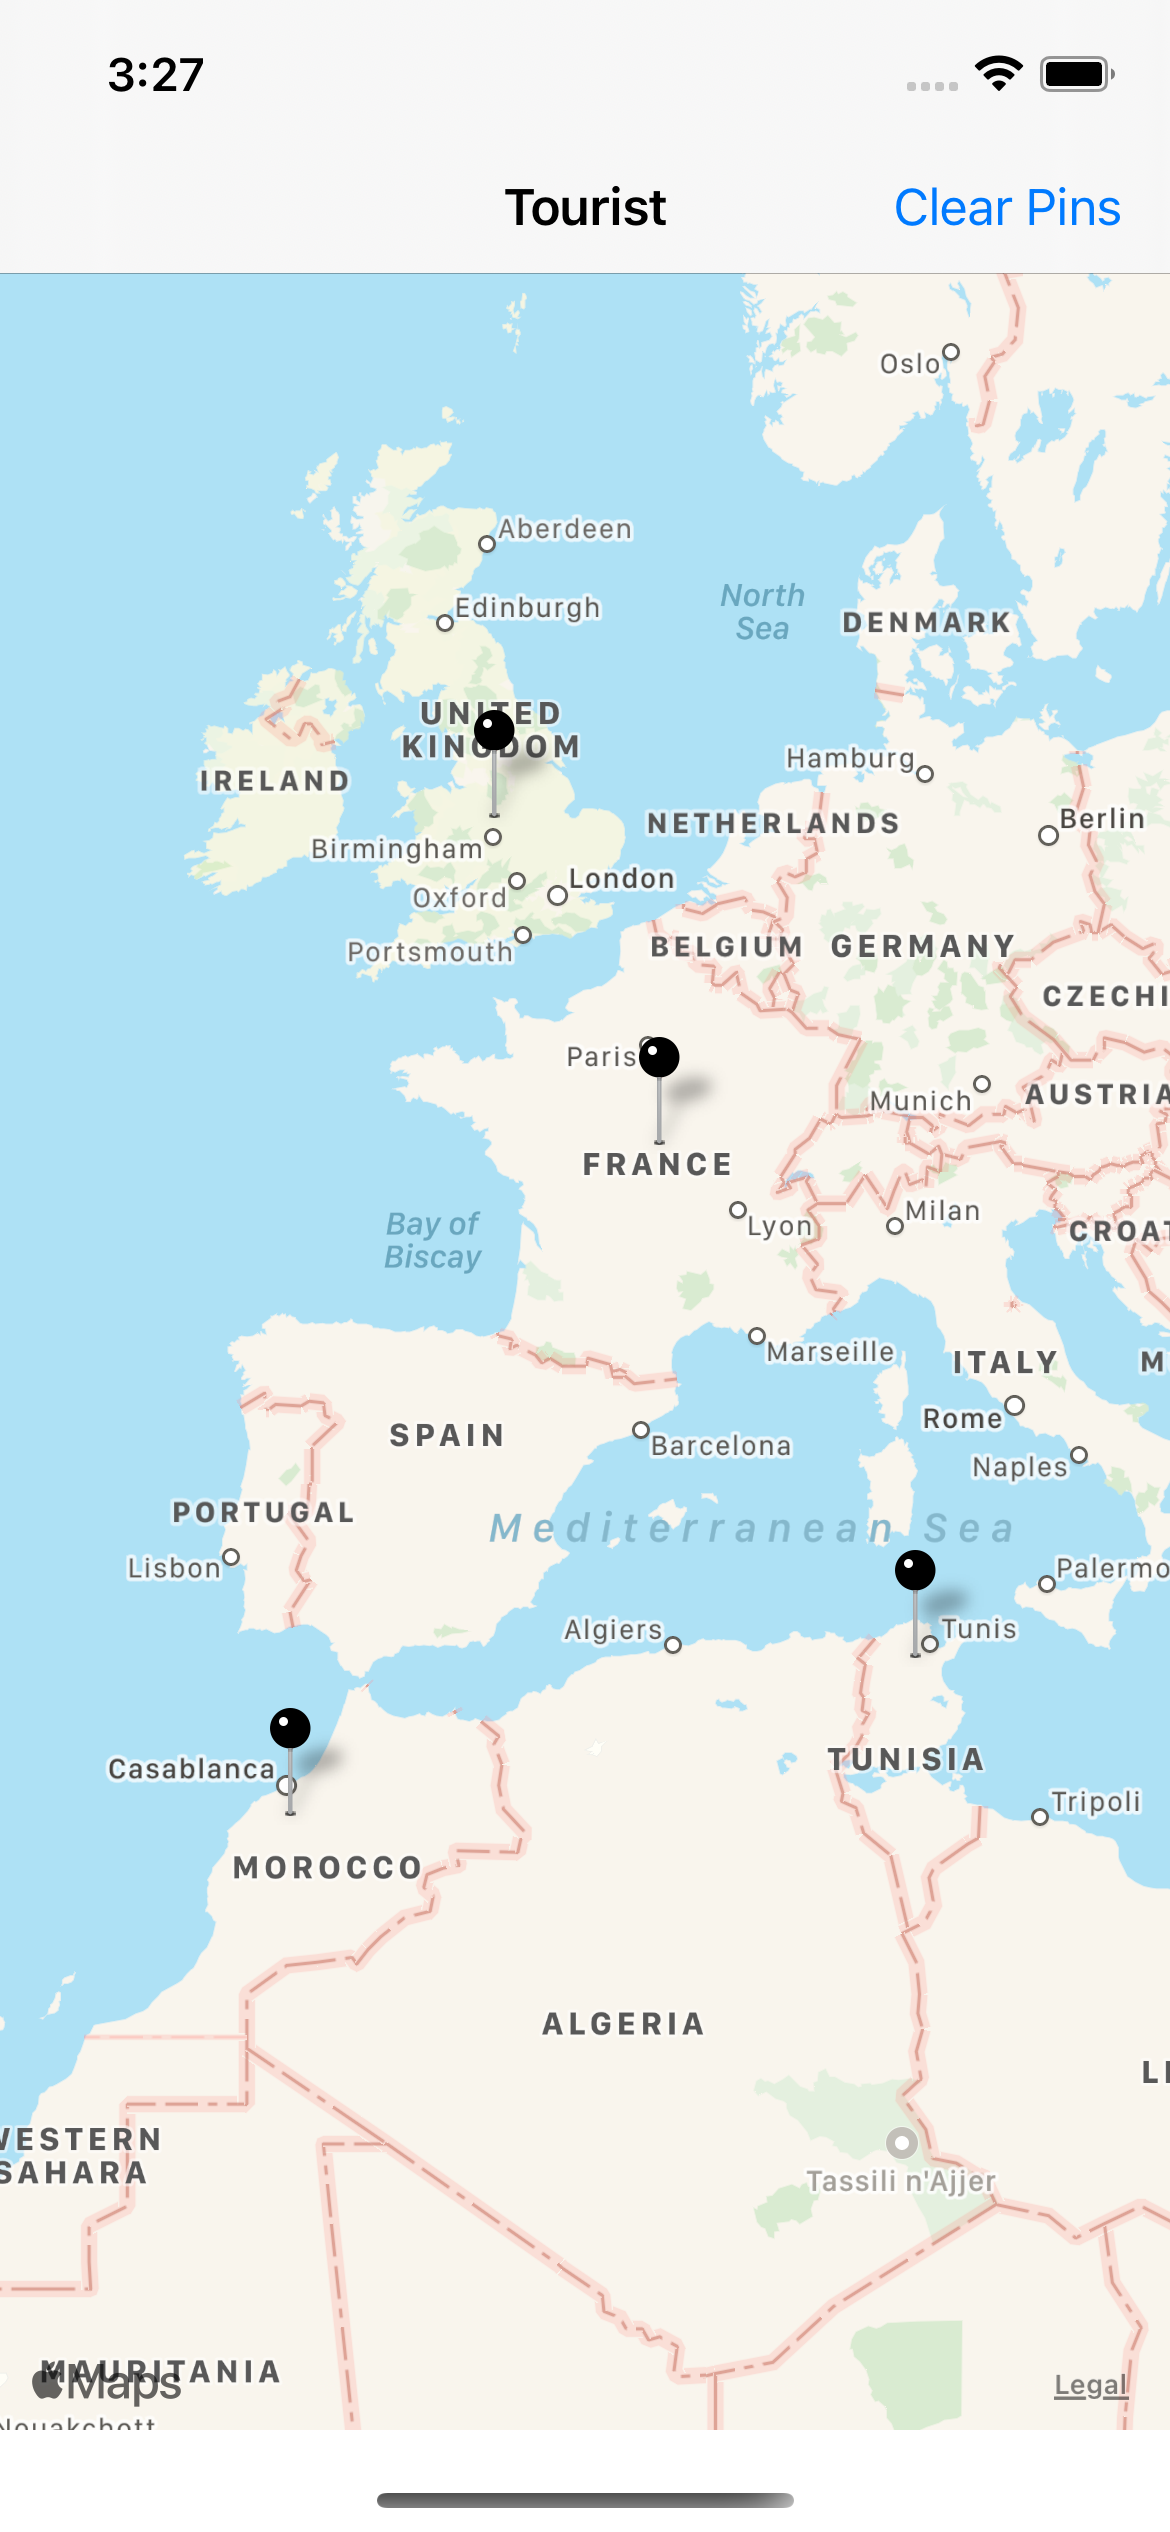 3:27
Tourist
Clear Pins
Oslo
Aberdeen
Edinburgh
North
Sea
DENMARK
UNITED
KINGDOM
IRELAND
Hamburg
NETHERLANDS
Berlin
Birmingham
London
Oxford
Portsmouth
BELGIUM
GERMANY
CZECHI
Paris
Munich
AUSTRIA
FRANCE
Lyon
Milan
Bay of
Biscay
CROAT
Marseille
ITALY
M
Rome
SPAIN
Barcelona
Naples
PORTUGAL
Mediterranean Sea
Lisbon
Palermo
Algiers
Tunis
Casablanca
TUNISIA
Tripoli
MOROCCO
ALGERIA
LI
WESTERN
SAHARA
Tassili n'Ajjer
MAURITANIA
Maps
Legal
Nouakchott